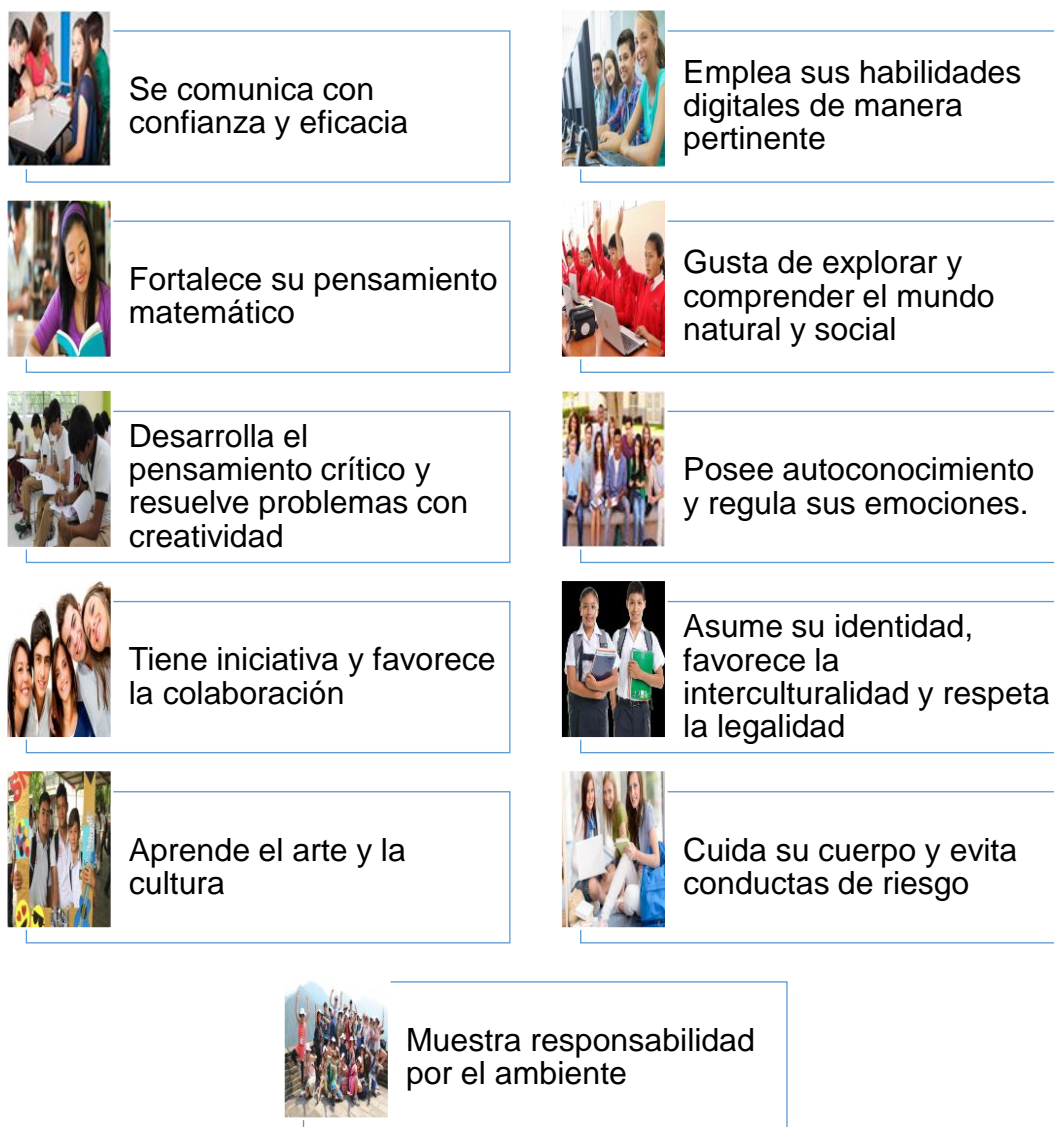 Se comunica con
confianza y eficacia
Emplea sus habilidades
digitales de manera
pertinente
Fortalece su pensamiento
matemático
Gusta de explorar y
comprender el mundo
natural y social
Desarrolla el
pensamiento crítico y
resuelve problemas con
creatividad
Posee autoconocimiento
y regula sus emociones.
Tiene iniciativa y favorece
la colaboración
Asume su identidad,
favorece la
interculturalidad y respeta
la legalidad
Aprende el arte y la
cultura
Cuida su cuerpo y evita
conductas de riesgo
Muestra responsabilidad
por el ambiente